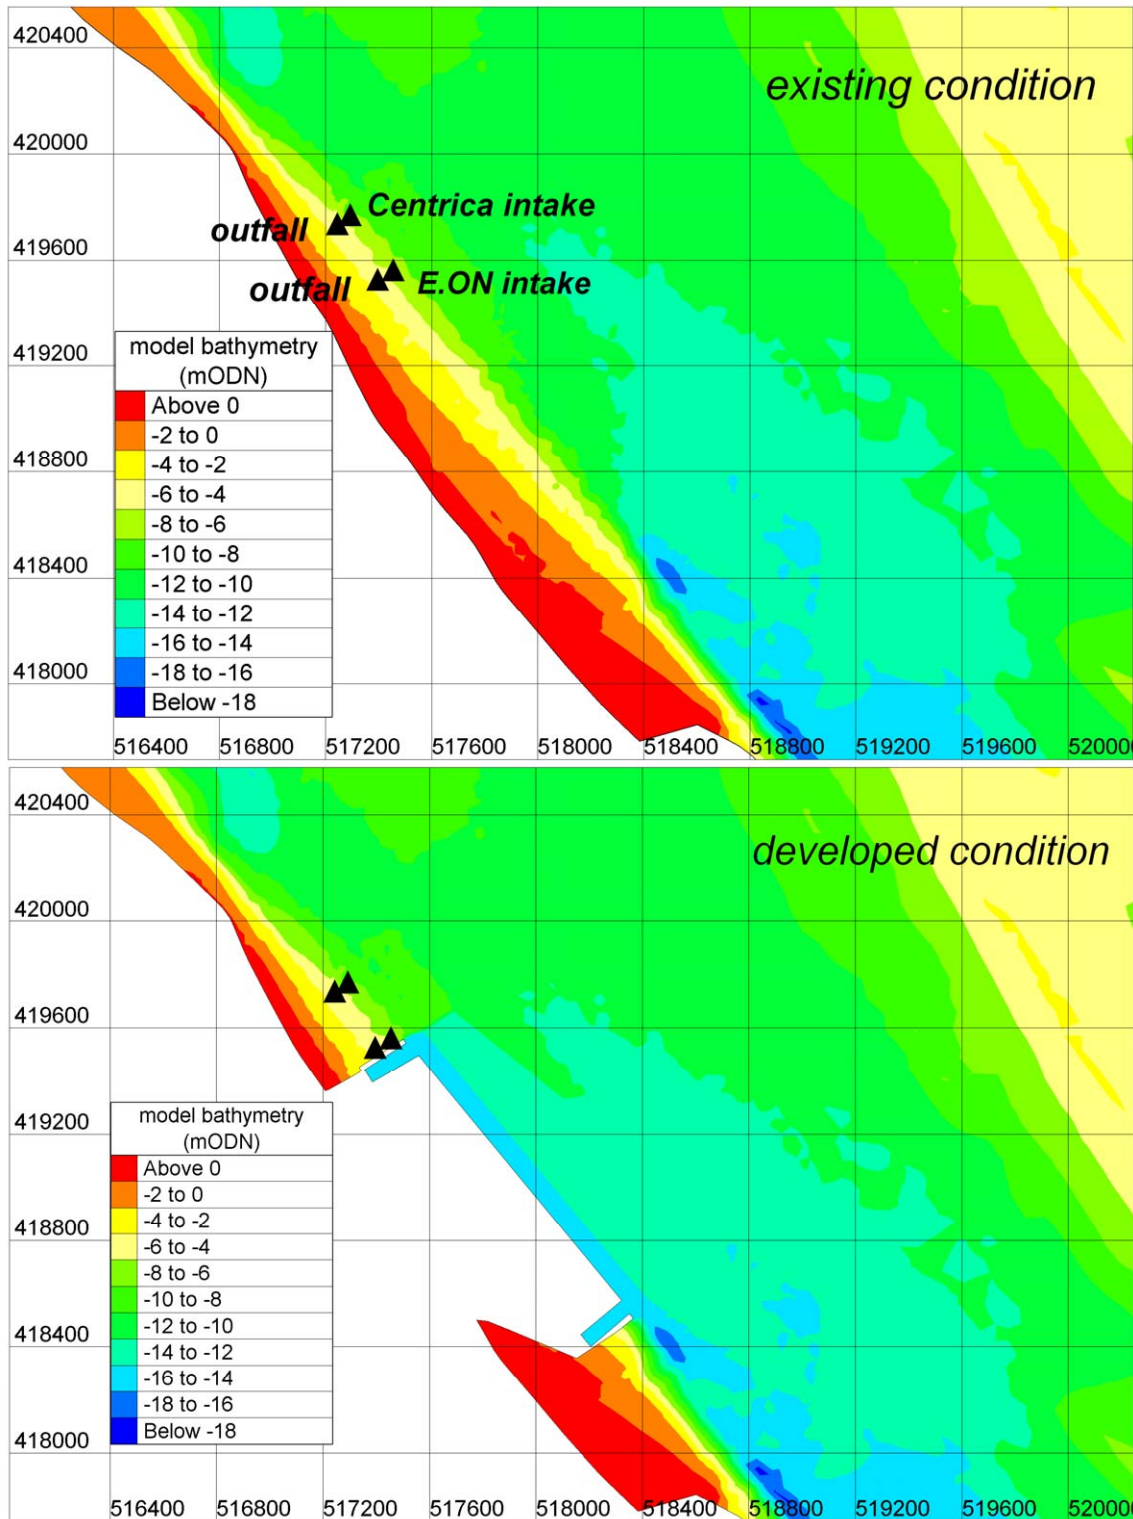 420400
existing condition
420000
Centrica intake
outfall
419600
E.ON intake
outfall
419200
model bathymetry
(mODN)
Above 0
-2 to 0
-4 to -2
-6 to -4
-8 to -6
-10 to -8
-12 to -10
-14 to -12
-16 to -14
-18 to -16
Below -18
418800
418400
418000
516400 516800 517200 517600 518000 518400 518800 519200 519600 520000
420400
developed condition
420000
419600
419200
model bathymetry
(mODN)
Above 0
-2 to 0
-4 to -2
-6 to -4
-8 to -6
-10 to -8
-12 to -10
-14 to -12
-16 to -14
-18 to -16
Below -18
418800
418400
418000
516400 516800 517200 517600 518000 518400 518800 519200 519600 520000